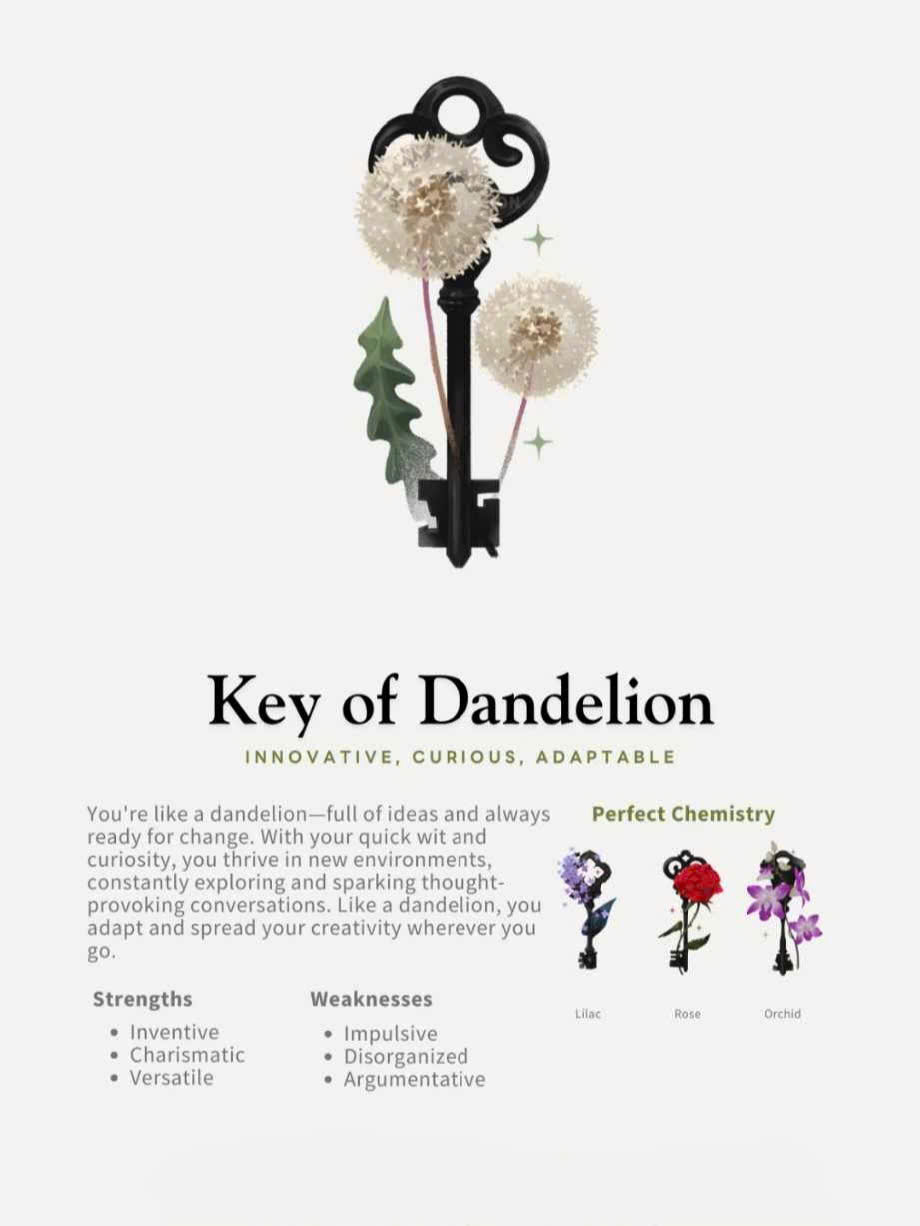 Key of Dandelion
INNOVATIVE, CURIOUS, ADAPTABLE
You're like a dandelion—full of ideas and always
ready for change. With your quick wit and
curiosity, you thrive in new environments,
constantly exploring and sparking thought-
provoking conversations. Like a dandelion, you
adapt and spread your creativity wherever you
go.
Strengths
• Inventive
• Charismatic
• Versatile
Weaknesses
• Impulsive
• Disorganized
• Argumentative
Perfect Chemistry
Lilac
Rose
Orchid